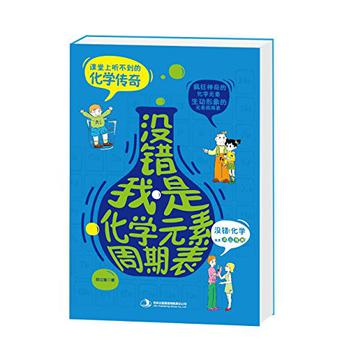 课堂上听不到的
化学传奇
疯狂神奇的
化学元素
生动形象的
没错
我是
化学元素
周期表
没错·化学